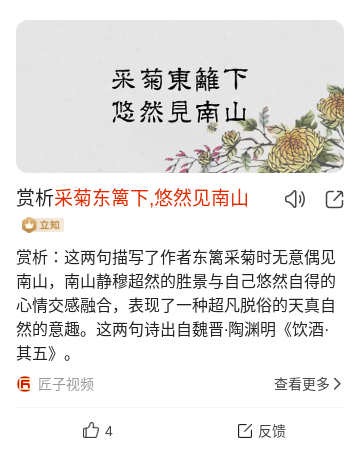 采菊東籬下
悠然見南山
赏析采菊东篱下,悠然见南山
立知
赏析：这两句描写了作者东篱采菊时无意偶见
南山，南山静穆超然的胜景与自己悠然自得的
心情交感融合，表现了一种超凡脱俗的天真自
然的意趣。这两句诗出自魏晋·陶渊明《饮酒·
其五》。
匠子视频
查看更多
4
反馈